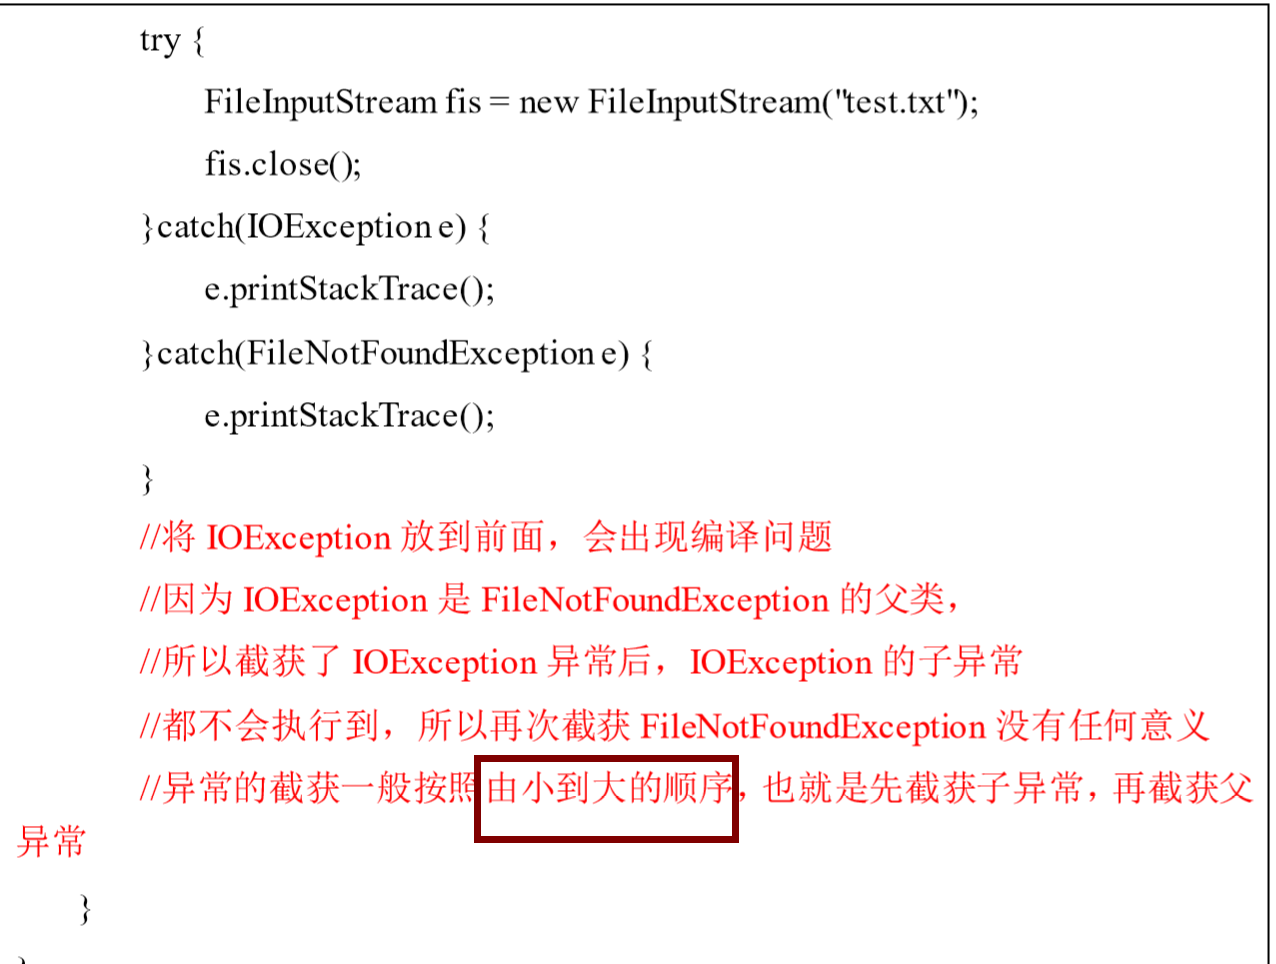 try {
FileInputStream fis = new FileInputStream("test.txt");
fis.close();
}catch(IOException e) {
e.printStackTrace();
}catch(FileNotFoundException e) {
e.printStackTrace();
}
//将 IOException 放到前面，会出现编译问题
//因为 IOException 是 FileNotFoundException 的父类，
//所以截获了 IOException 异常后，IOException 的子异常
//都不会执行到，所以再次截获 FileNotFoundException 没有任何意义
//异常的截获一般按照由小到大的顺序，也就是先截获子异常，再截获父
异常
}